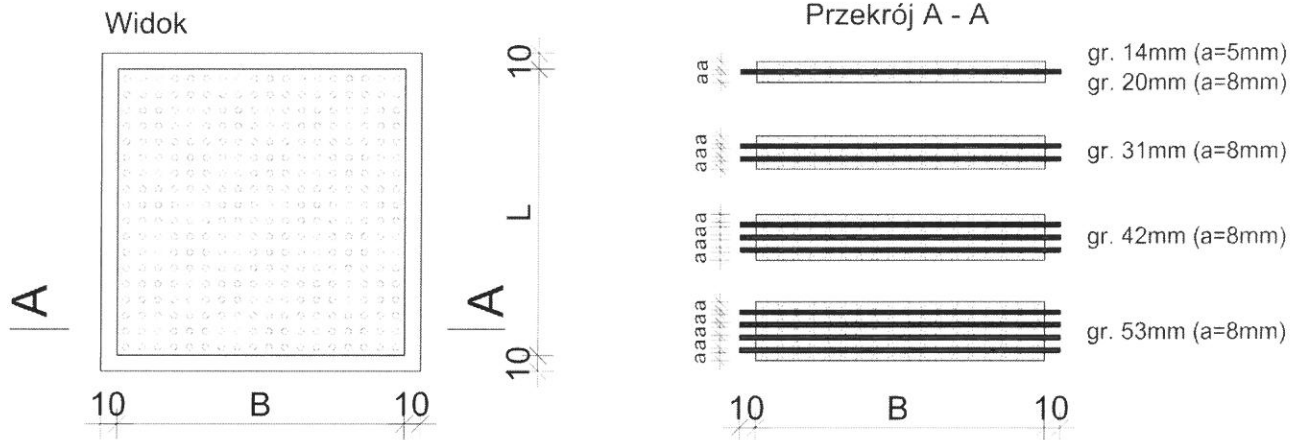 Widok
10
L
10
A
A
10
B
10
Przekrój A - A
aa
gr. 14mm (a=5mm)
gr. 20mm (a=8mm)
aaa
gr. 31mm (a=8mm)
aaaa
gr. 42mm (a=8mm)
aaaaa
gr. 53mm (a=8mm)
10
B
10